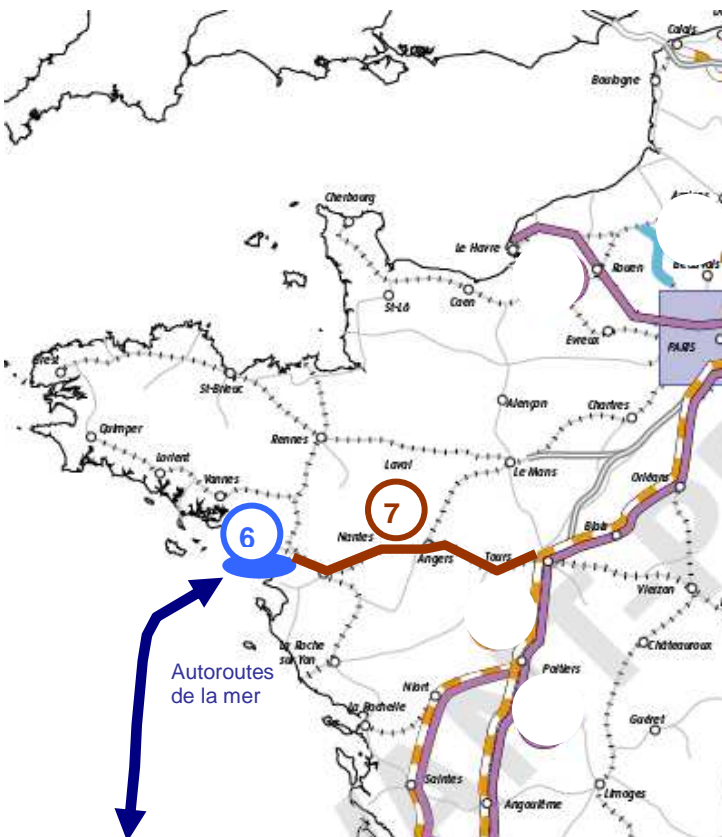 Calais
Boulogne
Cherbourg
Le Havre
Rouen
Beauvais
St-Lô
Caen
Evreux
PARIS
Brest
St-Brieuc
Alençon
Chartres
Quimper
Rennes
Lorient
Laval
Le Mans
Vannes
Orléans
7
6
Nantes
Blois
Angers
Tours
Vierzon
La Roche
sur Yon
Châteauroux
Poitiers
Autoroutes
de la mer
Niort
La Rochelle
Guéret
Saintes
Limoges
Angoulème